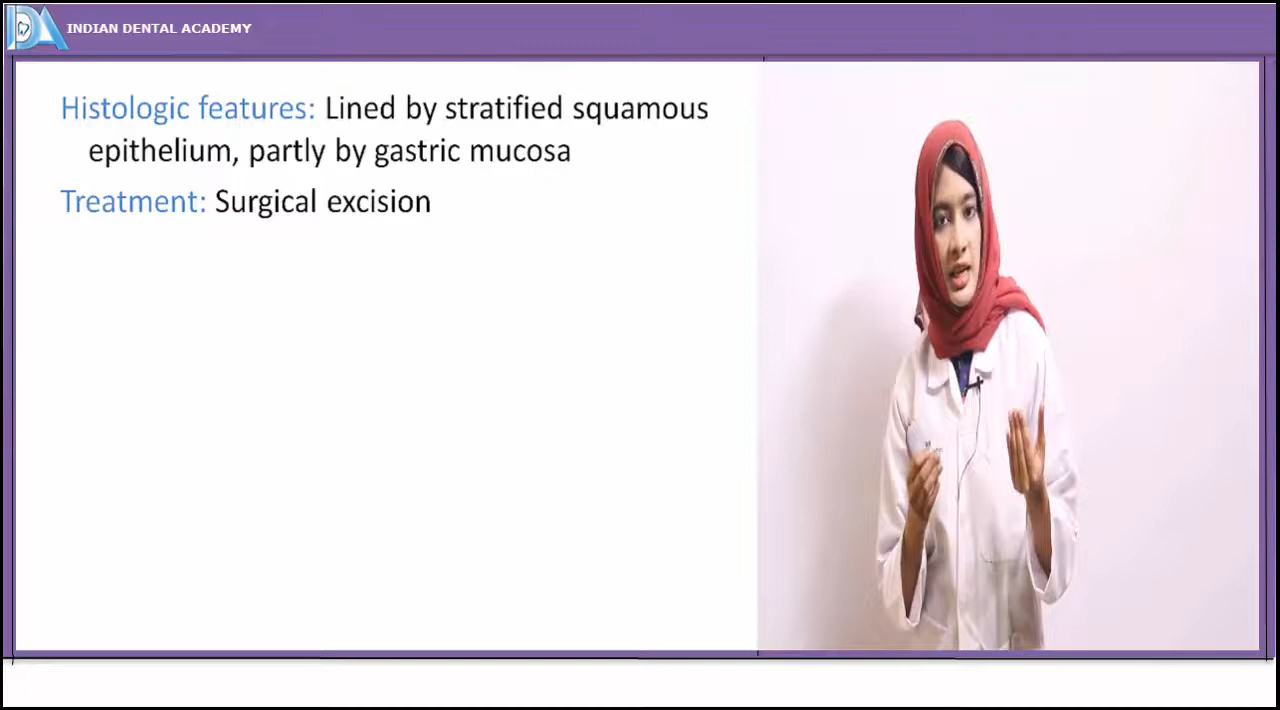 INDIAN DENTAL ACADEMY
Histologic features: Lined by stratified squamous
epithelium, partly by gastric mucosa
Treatment: Surgical excision